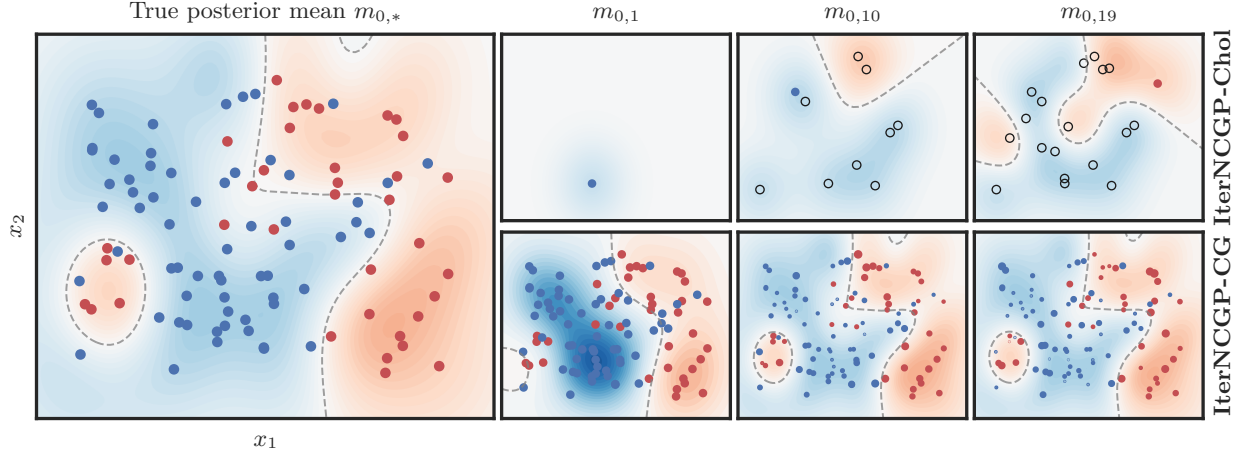 True posterior mean $m_{0,*}$
$m_{0,1}$
$m_{0,10}$
$m_{0,19}$
$x_2$
$x_1$
IterNCGP-Chol
IterNCGP-CG